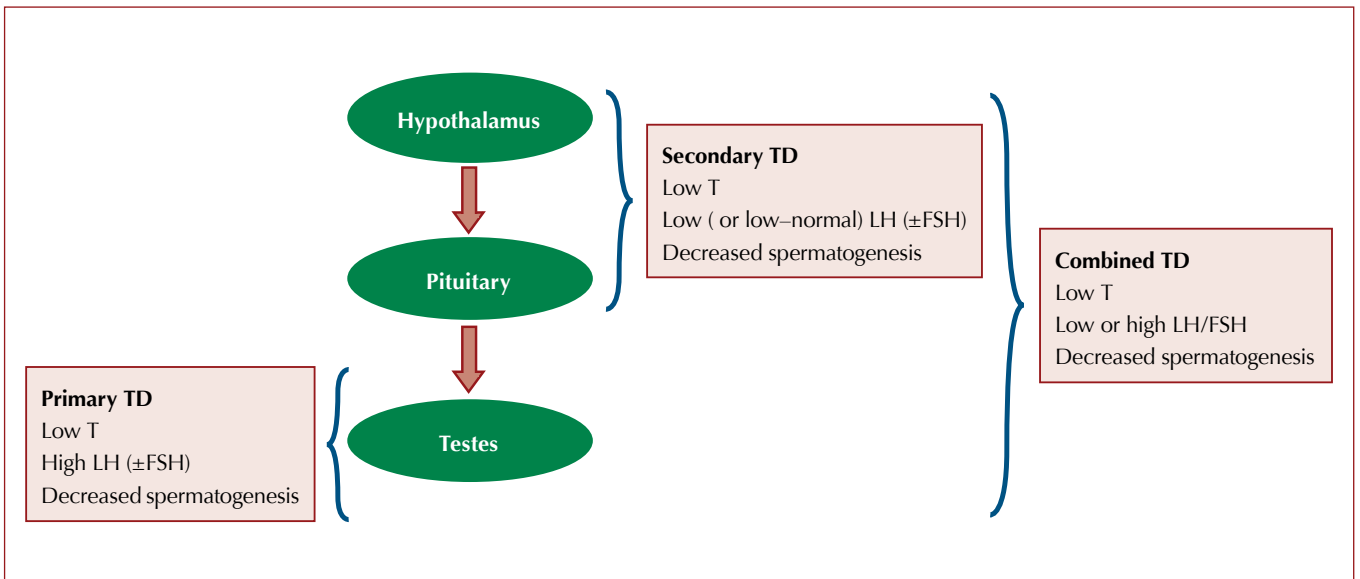 Hypothalamus
Pituitary
Testes
Secondary TD
Low T
Low ( or low–normal) LH (±FSH)
Decreased spermatogenesis
Combined TD
Low T
Low or high LH/FSH
Decreased spermatogenesis
Primary TD
Low T
High LH (±FSH)
Decreased spermatogenesis